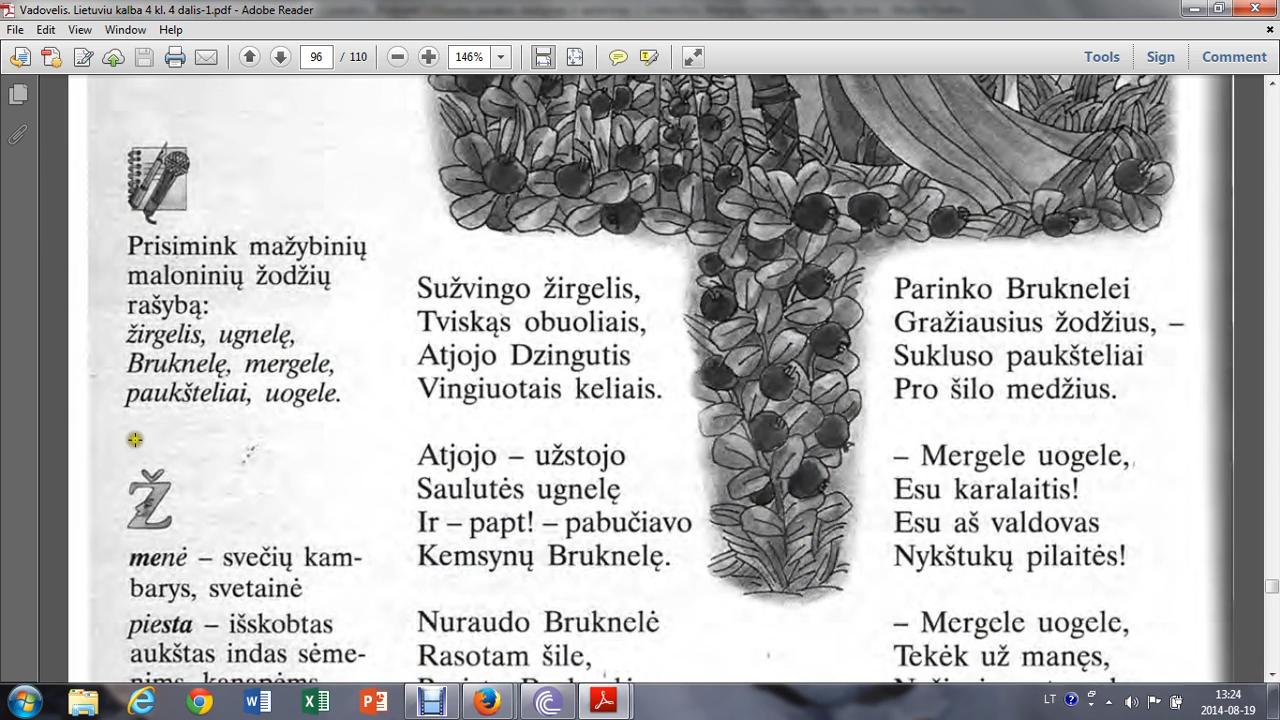 Vadovelis. Lietuviu kalba 4 kl. 4 dalis-1.pdf - Adobe Reader
File Edit View Window Help
96 / 110 146% Tools Sign Comment
Prisimink mažybinių
maloninių žodžių
rašybą:
žirgelis, ugnelę,
Bruknelę, mergele,
paukšteliai, uogele.
Ž
menė – svečių kam-
barys, svetainė
piesta – išskobtas
aukštas indas sėme-
Sužvingo žirgelis,
Tviskąs obuoliais,
Atjojo Dzingutis
Vingiuotais keliais.
Atjojo – užstojo
Saulutės ugnelę
Ir – papt! – pabučiavo
Kemsynų Bruknelę.
Nuraudo Bruknelė
Rasotam šile,
Parinko Bruknelei
Gražiausius žodžius, –
Sukluso paukšteliai
Pro šilo medžius.
– Mergele uogele,
Esu karalaitis!
Esu aš valdovas
Nykštukų pilaitės!
– Mergele uogele,
Tekėk už manęs,
LT 13:24
2014-08-19